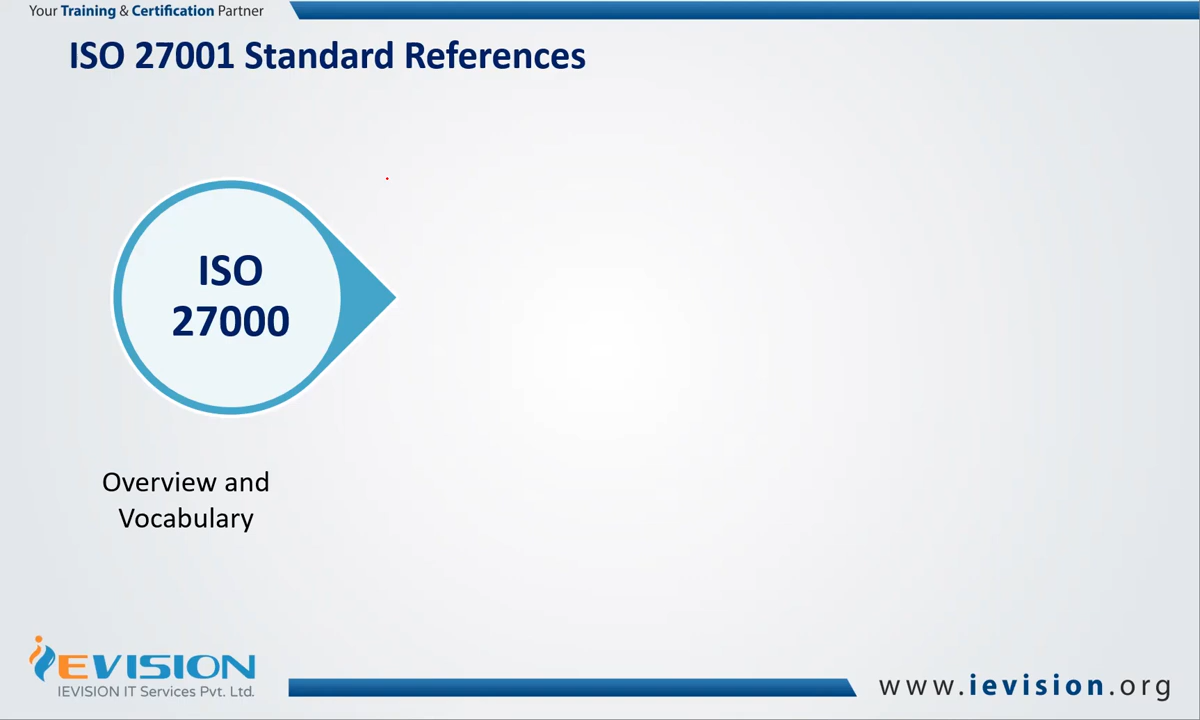 Your Training & Certification Partner
ISO 27001 Standard References
ISO
27000
Overview and
Vocabulary
iEVISION
IEVISION IT Services Pvt. Ltd.
www.ievision.org